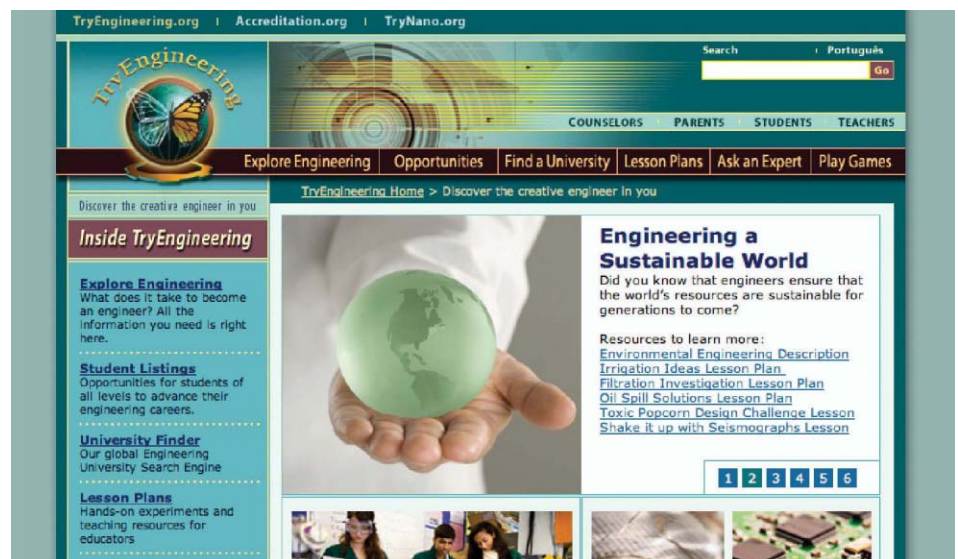 TryEngineering.org | Accreditation.org | TryNano.org
TryEngineering
Search | Português
Go
COUNSELORS | PARENTS | STUDENTS | TEACHERS
Explore Engineering | Opportunities | Find a University | Lesson Plans | Ask an Expert | Play Games
TryEngineering Home > Discover the creative engineer in you
Discover the creative engineer in you
Inside TryEngineering
Explore Engineering
What does it take to become
an engineer? All the
information you need is right
here.
Student Listings
Opportunities for students of
all levels to advance their
engineering careers.
University Finder
Our global Engineering
University Search Engine
Lesson Plans
Hands-on experiments and
teaching resources for
educators
Engineering a
Sustainable World
Did you know that engineers ensure that
the world's resources are sustainable for
generations to come?
Resources to learn more:
Environmental Engineering Description
Irrigation Ideas Lesson Plan
Filtration Investigation Lesson Plan
Oil Spill Solutions Lesson Plan
Toxic Popcorn Design Challenge Lesson
Shake it up with Seismographs Lesson
1 2 3 4 5 6